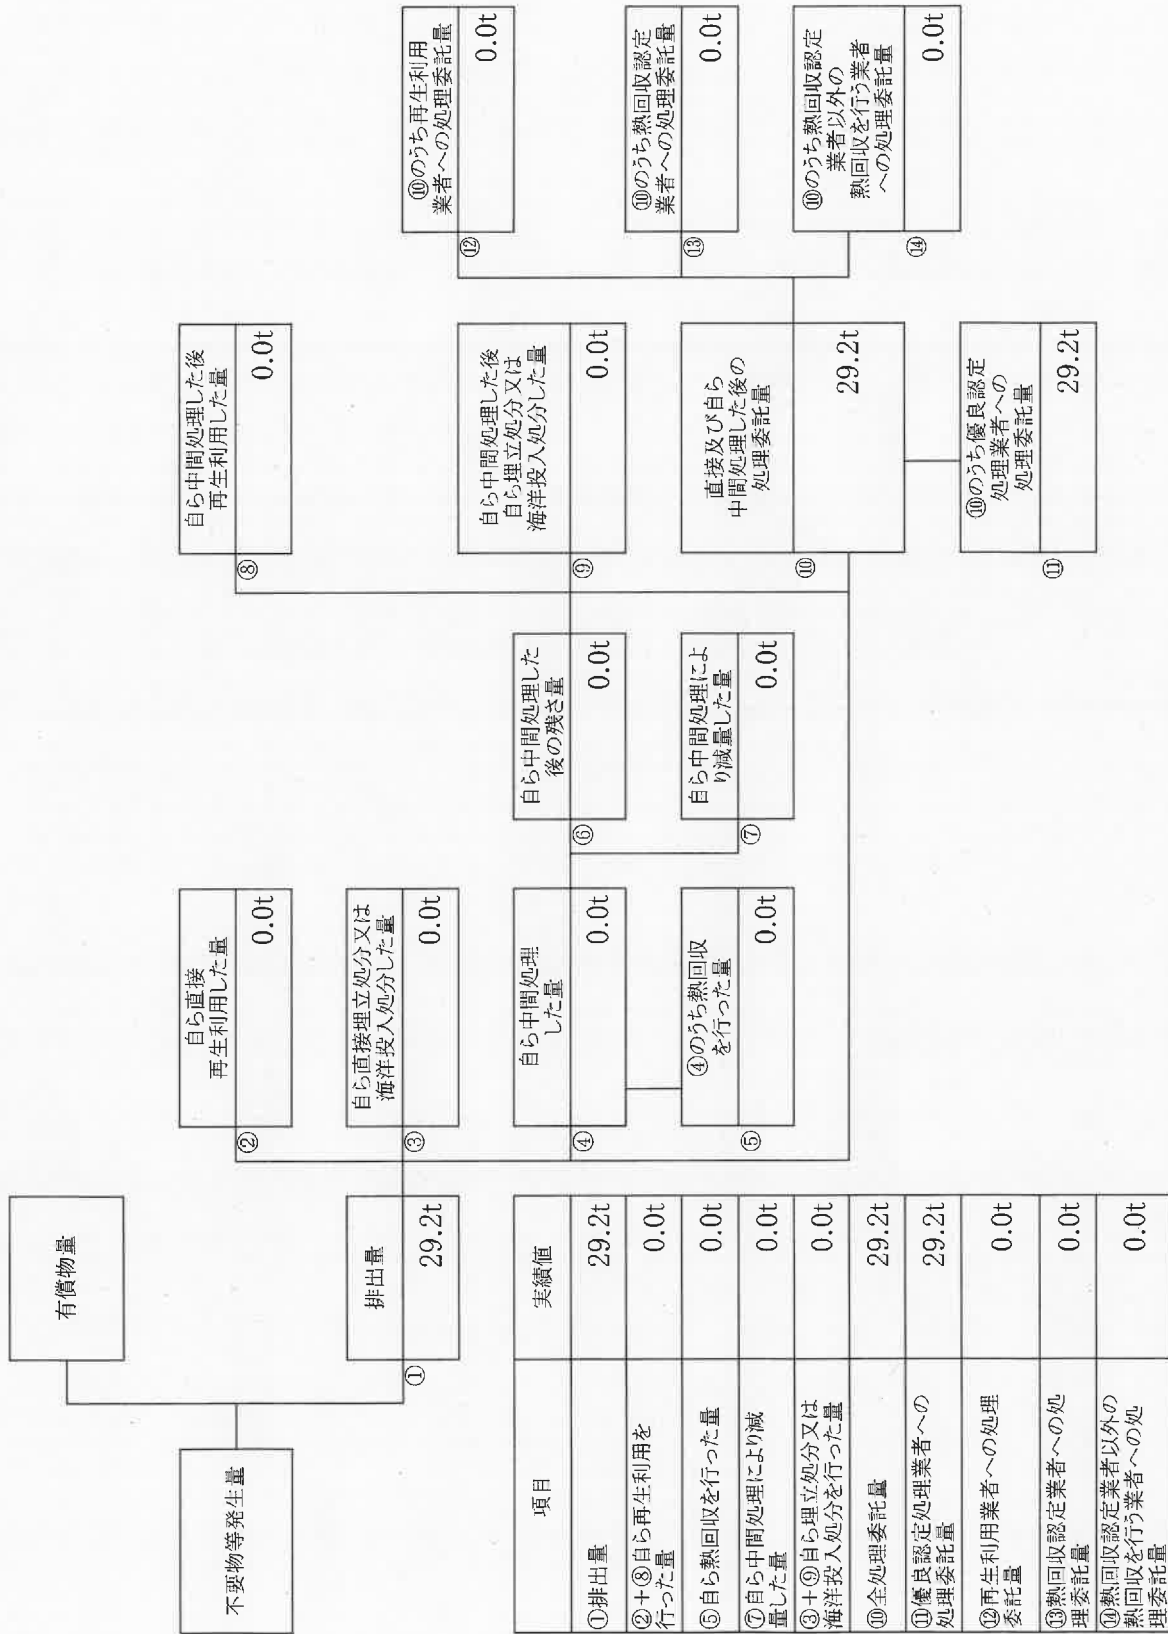 不要物等発生量
有償物量
排出量
①
29.2t
自ら直接
再生利用した量
②
0.0t
自ら直接埋立処分又は
海洋投入処分した量
③
0.0t
自ら中間処理
した量
④
0.0t
④のうち熱回収
を行った量
⑤
0.0t
自ら中間処理した
後の残さ量
⑥
0.0t
自ら中間処理によ
り減量した量
⑦
0.0t
自ら中間処理した後
再生利用した量
⑧
0.0t
自ら中間処理した後
自ら埋立処分又は
海洋投入処分した量
⑨
0.0t
直接及び自ら
中間処理した後の
処理委託量
⑩
29.2t
⑩のうち優良認定
処理業者への
処理委託量
⑪
29.2t
⑩のうち再生利用
業者への処理委託量
⑫
0.0t
⑩のうち熱回収認定
業者への処理委託量
⑬
0.0t
⑩のうち熱回収認定
業者以外の
熱回収を行う業者
への処理委託量
⑭
0.0t
項目
実績値
①排出量
29.2t
②+⑧自ら再生利用を
行った量
0.0t
⑤自ら熱回収を行った量
0.0t
⑦自ら中間処理により減
量した量
0.0t
③+⑨自ら埋立処分又は
海洋投入処分を行った量
0.0t
⑩全処理委託量
29.2t
⑪優良認定処理業者への
処理委託量
29.2t
⑫再生利用業者への処理
委託量
0.0t
⑬熱回収認定業者への処
理委託量
0.0t
⑭熱回収認定業者以外の
熱回収を行う業者への処
理委託量
0.0t